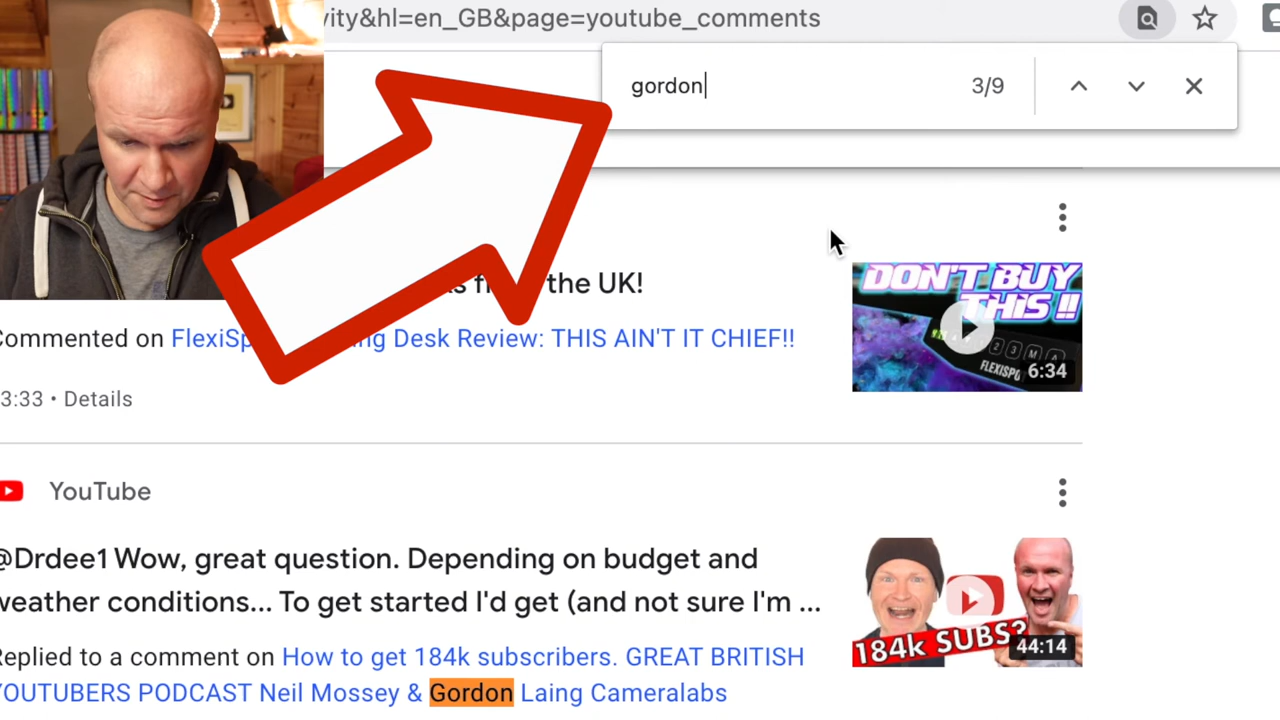 vity&hl=en_GB&page=youtube_comments
gordon 3/9
the UK!
Commented on FlexiSp Desk Review: THIS AIN'T IT CHIEF!!
3:33 • Details
DON'T BUY
THIS!!
2 3 M A
FLEXISPO
6:34
YouTube
@Drdee1 Wow, great question. Depending on budget and
weather conditions... To get started I'd get (and not sure I'm ...
Replied to a comment on How to get 184k subscribers. GREAT BRITISH
YOUTUBERS PODCAST Neil Mossey & Gordon Laing Cameralabs
184k SUBS?
44:14